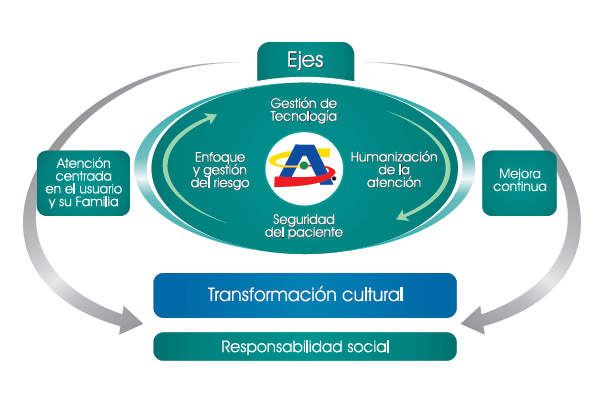 Ejes
Gestión de
Tecnología
Atención
centrada
en el usuario
y su Familia
Enfoque
y gestión
del riesgo
Humanización
de la
atención
Mejora
continua
Seguridad
del paciente
Transformación cultural
Responsabilidad social